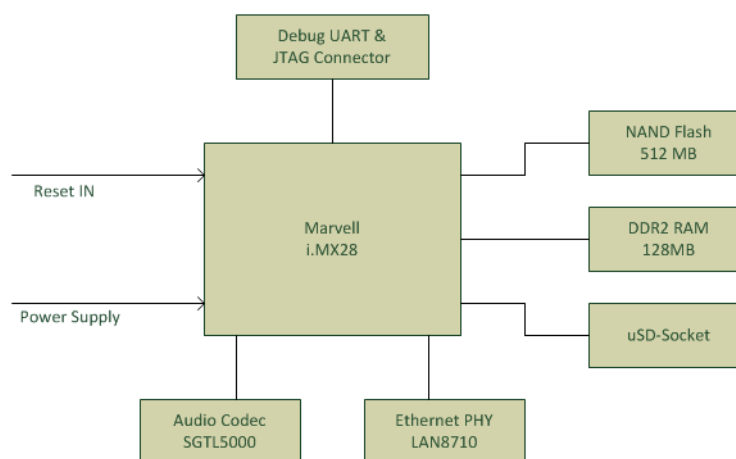 Debug UART &
JTAG Connector
NAND Flash
512 MB
Reset IN
Marvell
i.MX28
DDR2 RAM
128MB
Power Supply
uSD-Socket
Audio Codec
SGTL5000
Ethernet PHY
LAN8710